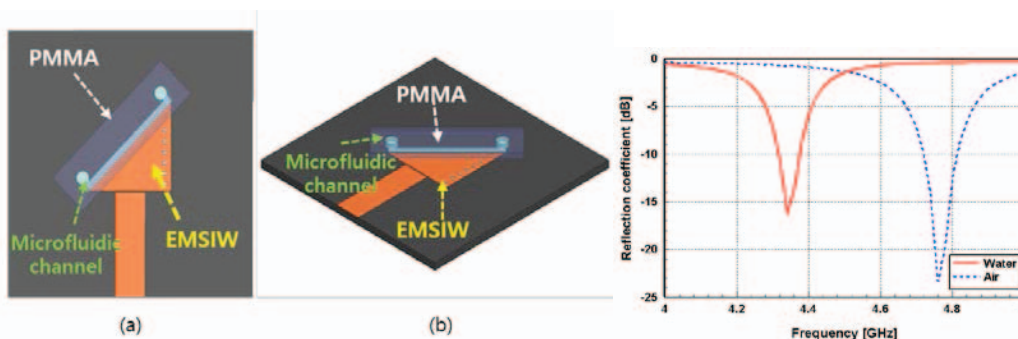 PMMA
Microfluidic
channel
EMSIW
(a)
PMMA
Microfluidic
channel
EMSIW
(b)
Reflection coefficient [dB]
0
-5
-10
-15
-20
-25
4
4.2
4.4
4.6
4.8
Frequency [GHz]
Water
Air